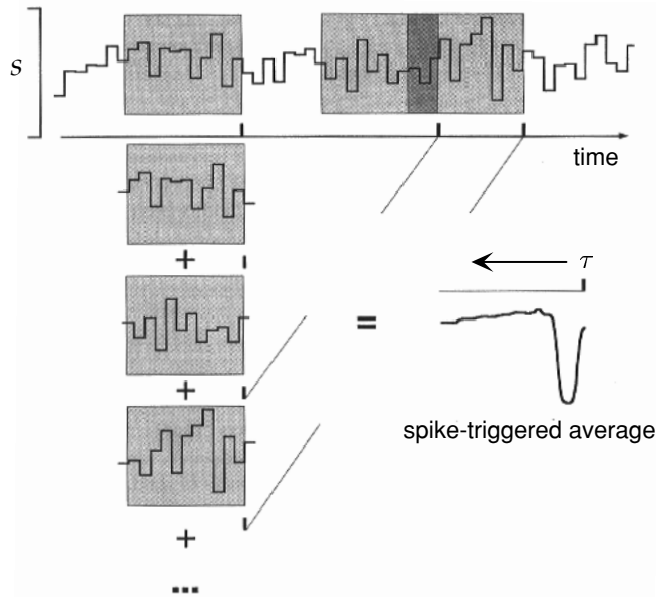 s
time
+
τ
=
+
+
spike-triggered average
+
...